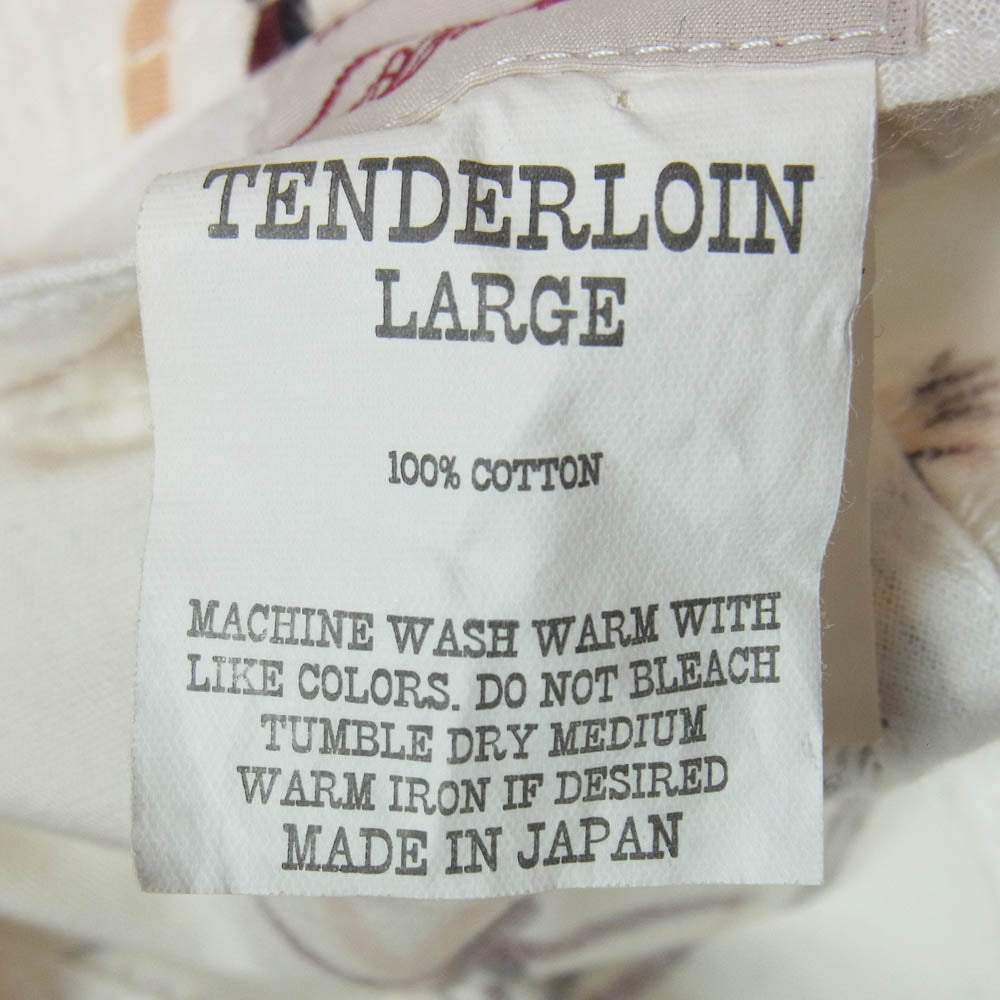 TENDERLOIN
LARGE
100% COTTON
MACHINE WASH WARM WITH
LIKE COLORS. DO NOT BLEACH
TUMBLE DRY MEDIUM
WARM IRON IF DESIRED
MADE IN JAPAN